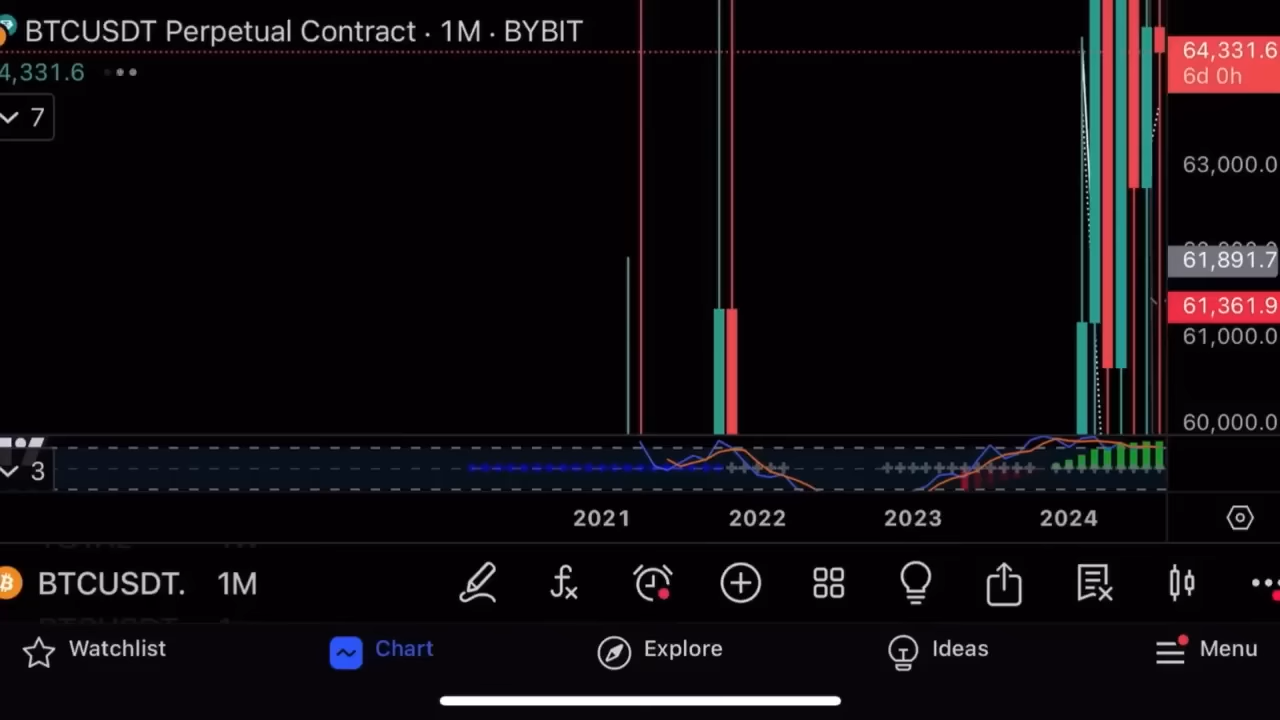 BTCUSDT Perpetual Contract · 1M · BYBIT
4,331.6
7
64,331.6
6d 0h
63,000.0
61,891.7
61,361.9
61,000.0
60,000.0
3
2021 2022 2023 2024
BTCUSDT. 1M
Watchlist Chart Explore Ideas Menu